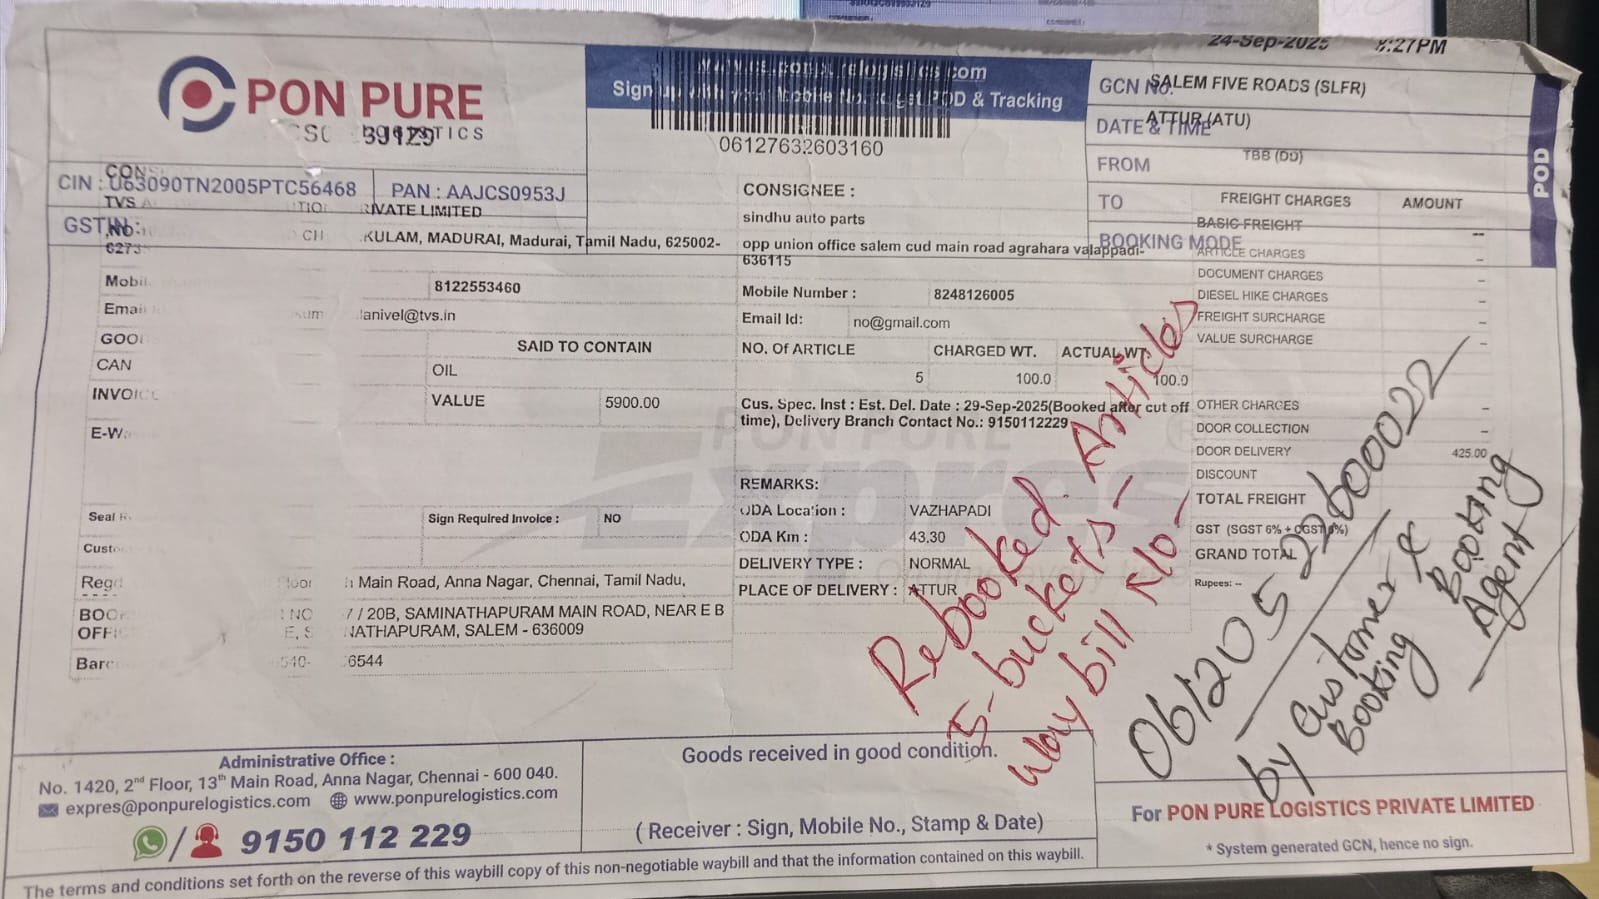 24-Sep-2025 9:27PM
PON PURE
LOGISTICS
39129
CIN : U63090TN2005PTC56468
PAN : AAJCS0953J
GSTIN :
Sign up with your Mobile No. to get POD & Tracking
06127632603160
GCN No.
SALEM FIVE ROADS (SLFR)
DATE & TIME
ATTUR (ATU)
FROM
TBB (DD)
TO
BOOKING MODE
POD
TVS
RIVATE LIMITED
KULAM, MADURAI, Madurai, Tamil Nadu, 625002-
Mobil
8122553460
Emai
anivel@tvs.in
CONSIGNEE :
sindhu auto parts
opp union office salem cud main road agrahara valappadi-
636115
Mobile Number : 8248126005
Email Id: no@gmail.com
FREIGHT CHARGES AMOUNT
BASIC FREIGHT --
ARTICLE CHARGES –
DOCUMENT CHARGES –
DIESEL HIKE CHARGES –
FREIGHT SURCHARGE –
VALUE SURCHARGE –
OTHER CHARGES –
DOOR COLLECTION –
DOOR DELIVERY 425.00
DISCOUNT
TOTAL FREIGHT
GST (SGST 6% + CGST 6%)
GRAND TOTAL
Rupees: --
SAID TO CONTAIN
CAN
OIL
INVOIC
VALUE 5900.00
E-Wa
NO. Of ARTICLE CHARGED WT. ACTUAL WT.
5 100.0 100.0
Cus. Spec. Inst : Est. Del. Date : 29-Sep-2025(Booked after cut off
time), Delivery Branch Contact No.: 9150112229
PON PURE
Expres
REMARKS:
ODA Location : VAZHAPADI
ODA Km : 43.30
DELIVERY TYPE : NORMAL
PLACE OF DELIVERY : ATTUR
Seal
Sign Required Invoice : NO
Main Road, Anna Nagar, Chennai, Tamil Nadu,
7 / 20B, SAMINATHAPURAM MAIN ROAD, NEAR E B
NATHAPURAM, SALEM - 636009
6544
Rebooked Articles
5 - buckets -
way bill No -
06120522600022
by Customer &
Booking
Booking
Agent
Administrative Office :
No. 1420, 2nd Floor, 13th Main Road, Anna Nagar, Chennai - 600 040.
expres@ponpurelogistics.com www.ponpurelogistics.com
/ 9150 112 229
Goods received in good condition.
( Receiver : Sign, Mobile No., Stamp & Date)
For PON PURE LOGISTICS PRIVATE LIMITED
* System generated GCN, hence no sign.
The terms and conditions set forth on the reverse of this waybill copy of this non-negotiable waybill and that the information contained on this waybill.